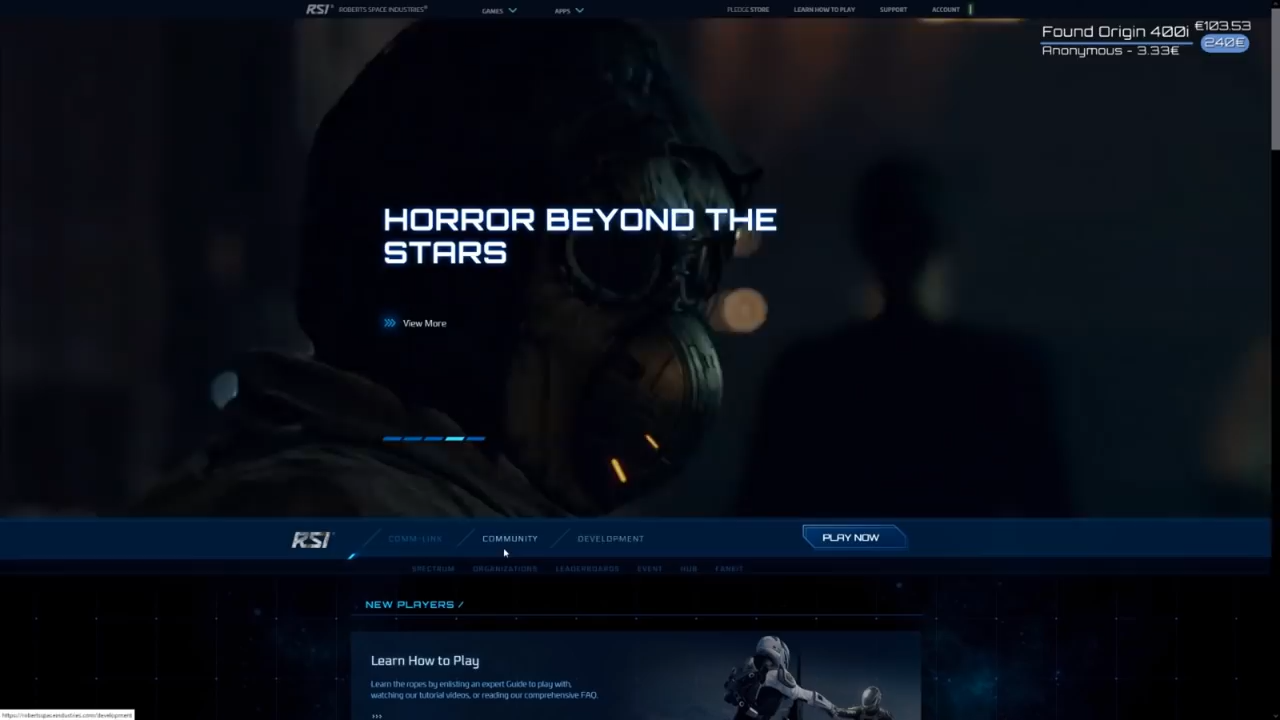 RSI ROBERTS SPACE INDUSTRIES® GAMES APPS PLEDGE STORE LEARN HOW TO PLAY SUPPORT ACCOUNT
Found Origin 400i €103.53
Anonymous - 3.33€ 240€
HORROR BEYOND THE
STARS
View More
RSI COMM-LINK COMMUNITY DEVELOPMENT PLAY NOW
SPECTRUM ORGANIZATIONS LEADERBOARDS EVENT HUB FANKIT
NEW PLAYERS /
Learn How to Play
Learn the ropes by enlisting an expert Guide to play with,
watching our tutorial videos, or reading our comprehensive FAQ.
https://robertsspaceindustries.com/development